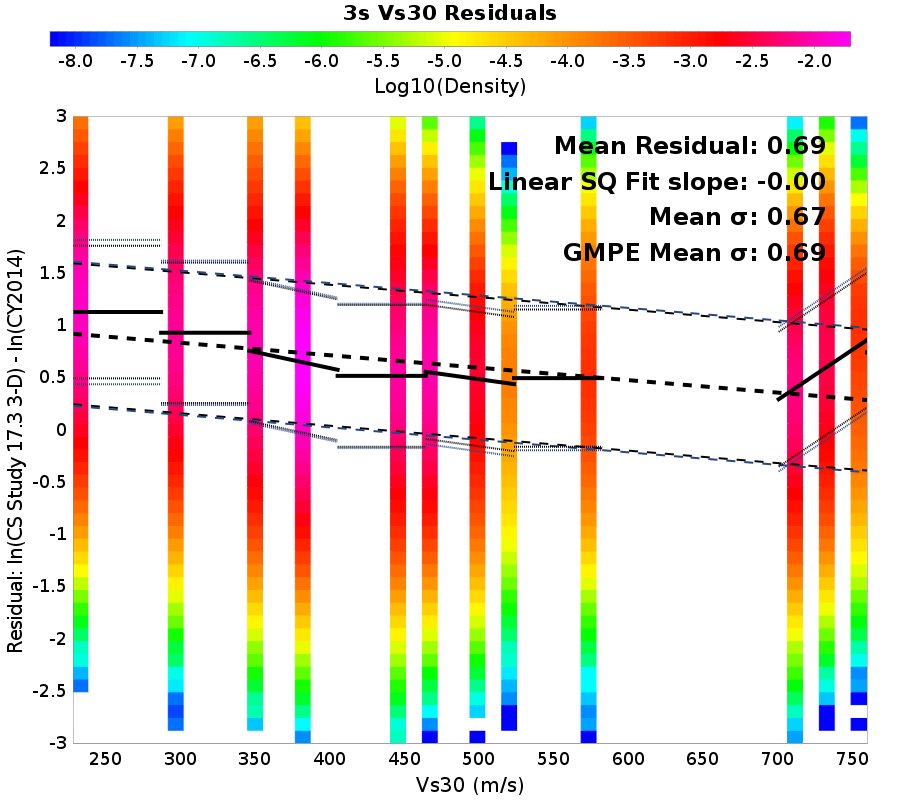 3s Vs30 Residuals
-8.0 -7.5 -7.0 -6.5 -6.0 -5.5 -5.0 -4.5 -4.0 -3.5 -3.0 -2.5 -2.0
Log10(Density)
Mean Residual: 0.69
Linear SQ Fit slope: -0.00
Mean σ: 0.67
GMPE Mean σ: 0.69
Residual: ln(CS Study 17.3 3-D) - ln(CY2014)
3
2.5
2
1.5
1
0.5
0
-0.5
-1
-1.5
-2
-2.5
-3
250 300 350 400 450 500 550 600 650 700 750
Vs30 (m/s)